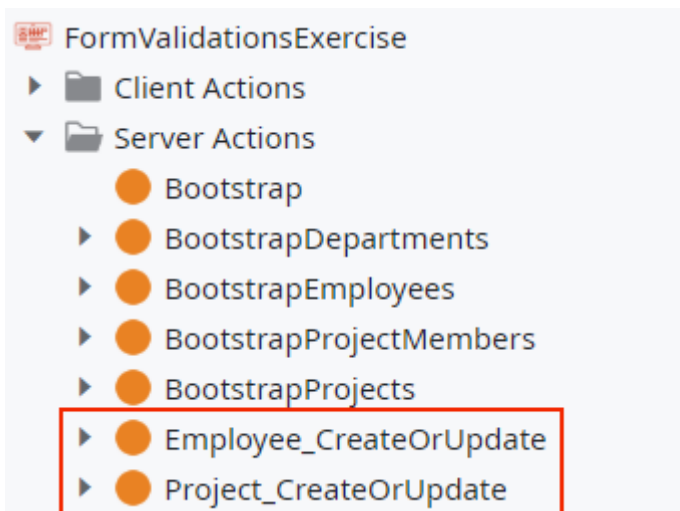 FormValidationsExercise
Client Actions
Server Actions
Bootstrap
BootstrapDepartments
BootstrapEmployees
BootstrapProjectMembers
BootstrapProjects
Employee_CreateOrUpdate
Project_CreateOrUpdate